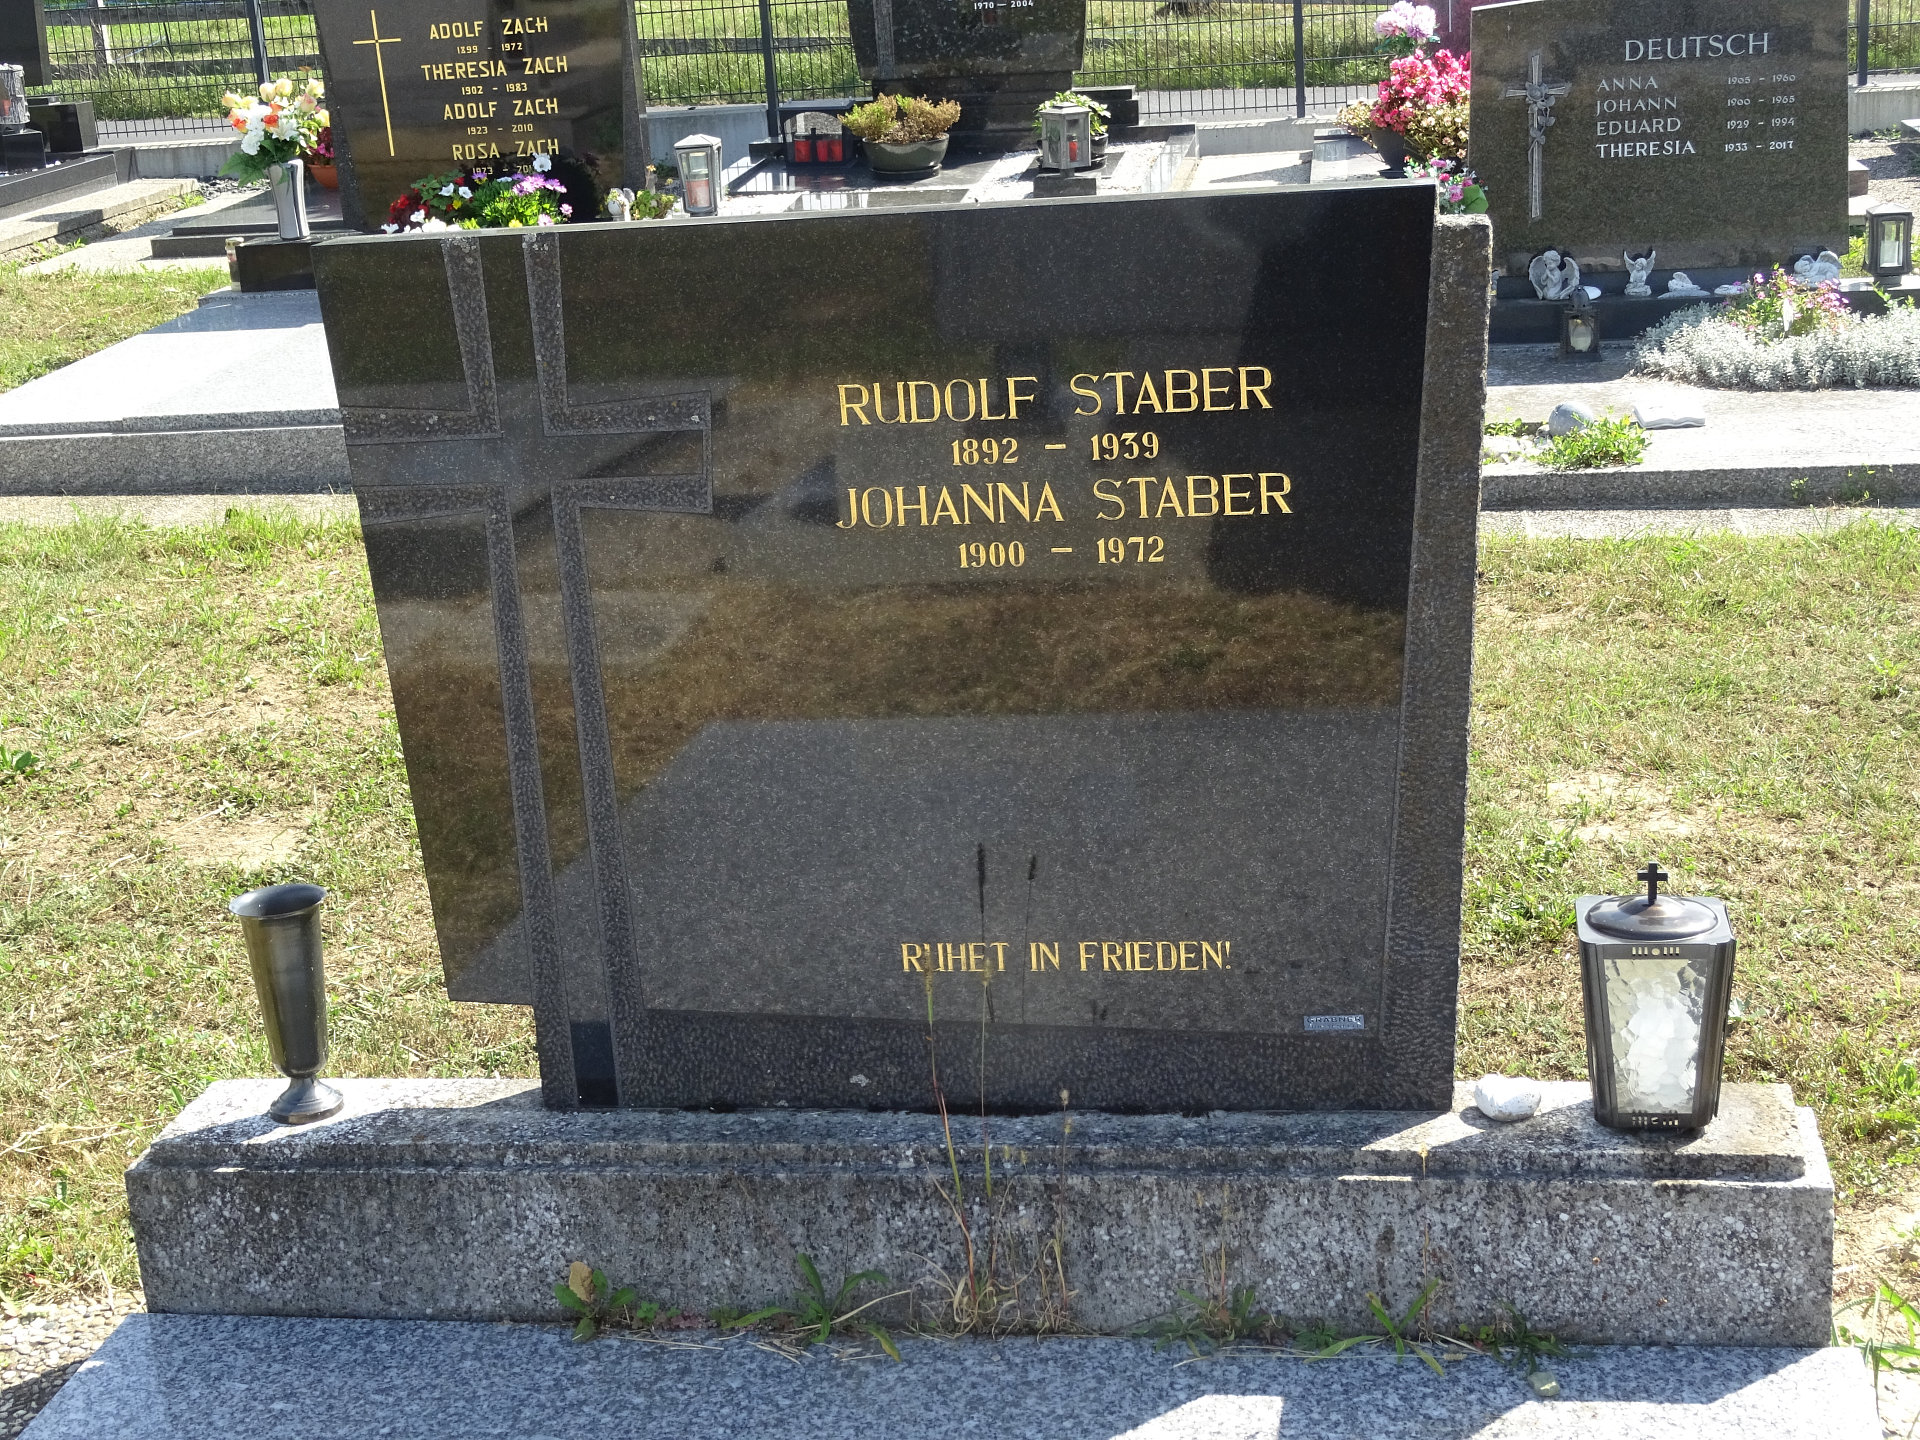 ADOLF ZACH
1899 - 1972
THERESIA ZACH
1902 - 1983
ADOLF ZACH
1923 - 2010
ROSA ZACH
1970 - 2004
DEUTSCH
ANNA 1905 - 1960
JOHANN 1900 - 1965
EDUARD 1929 - 1994
THERESIA 1933 - 2017
RUDOLF STABER
1892 - 1939
JOHANNA STABER
1900 - 1972
RUHET IN FRIEDEN!